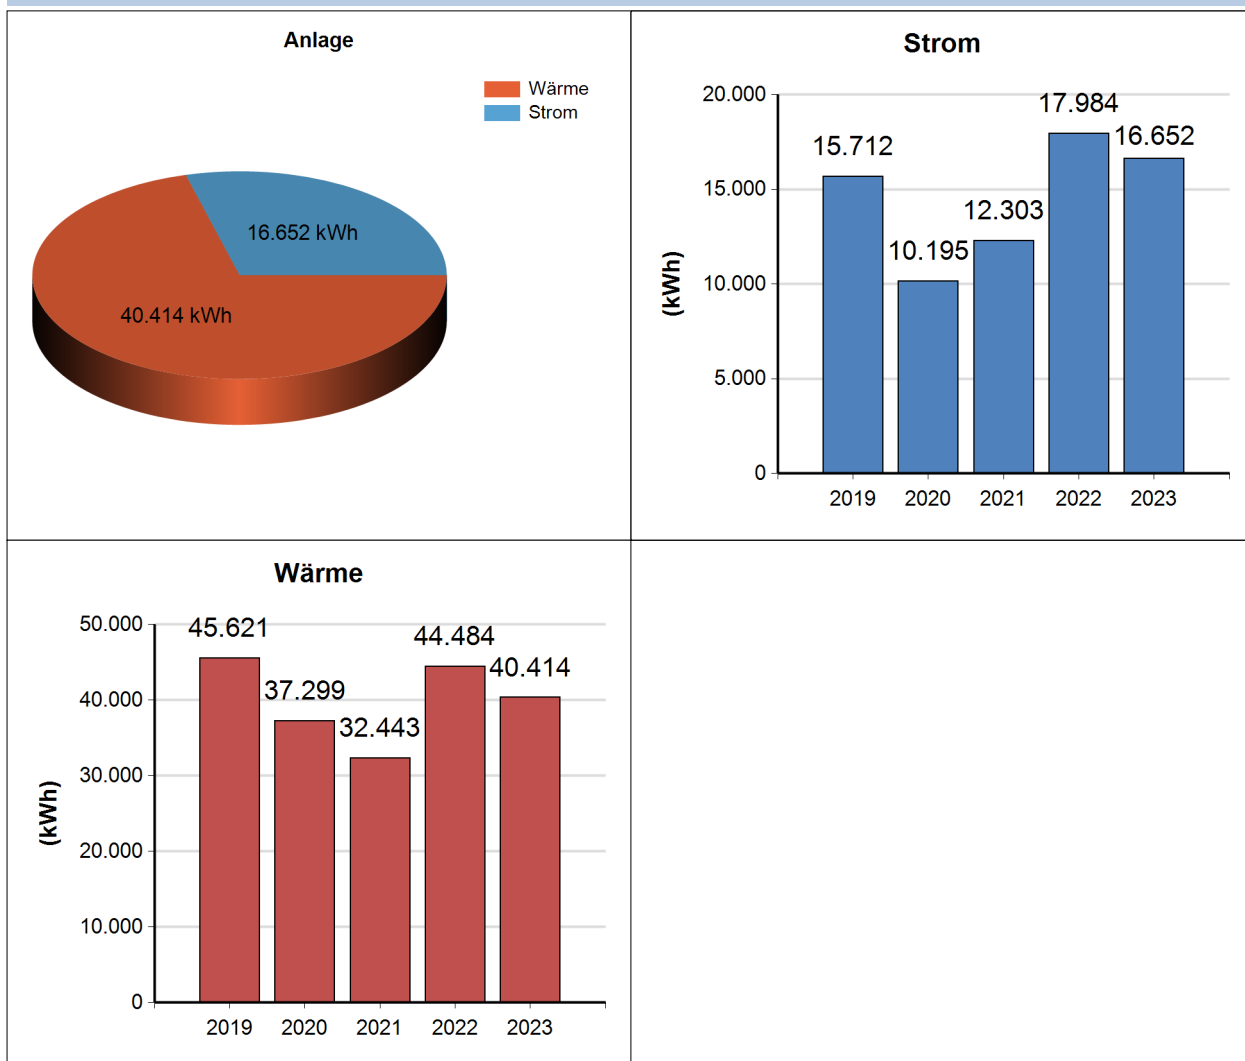 Anlage
Wärme
Strom
16.652 kWh
40.414 kWh
Strom
(kWh)
20.000
15.000
10.000
5.000
0
15.712
10.195
12.303
17.984
16.652
2019 2020 2021 2022 2023
Wärme
(kWh)
50.000
40.000
30.000
20.000
10.000
0
45.621
37.299
32.443
44.484
40.414
2019 2020 2021 2022 2023